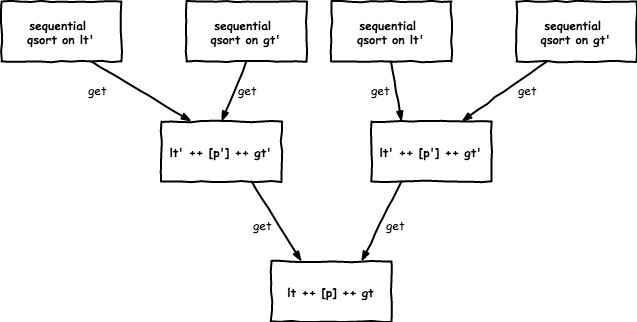 sequential
qsort on lt'
sequential
qsort on gt'
sequential
qsort on lt'
sequential
qsort on gt'
get
get
get
get
lt' ++ [p'] ++ gt'
lt' ++ [p'] ++ gt'
get
get
lt ++ [p] ++ gt